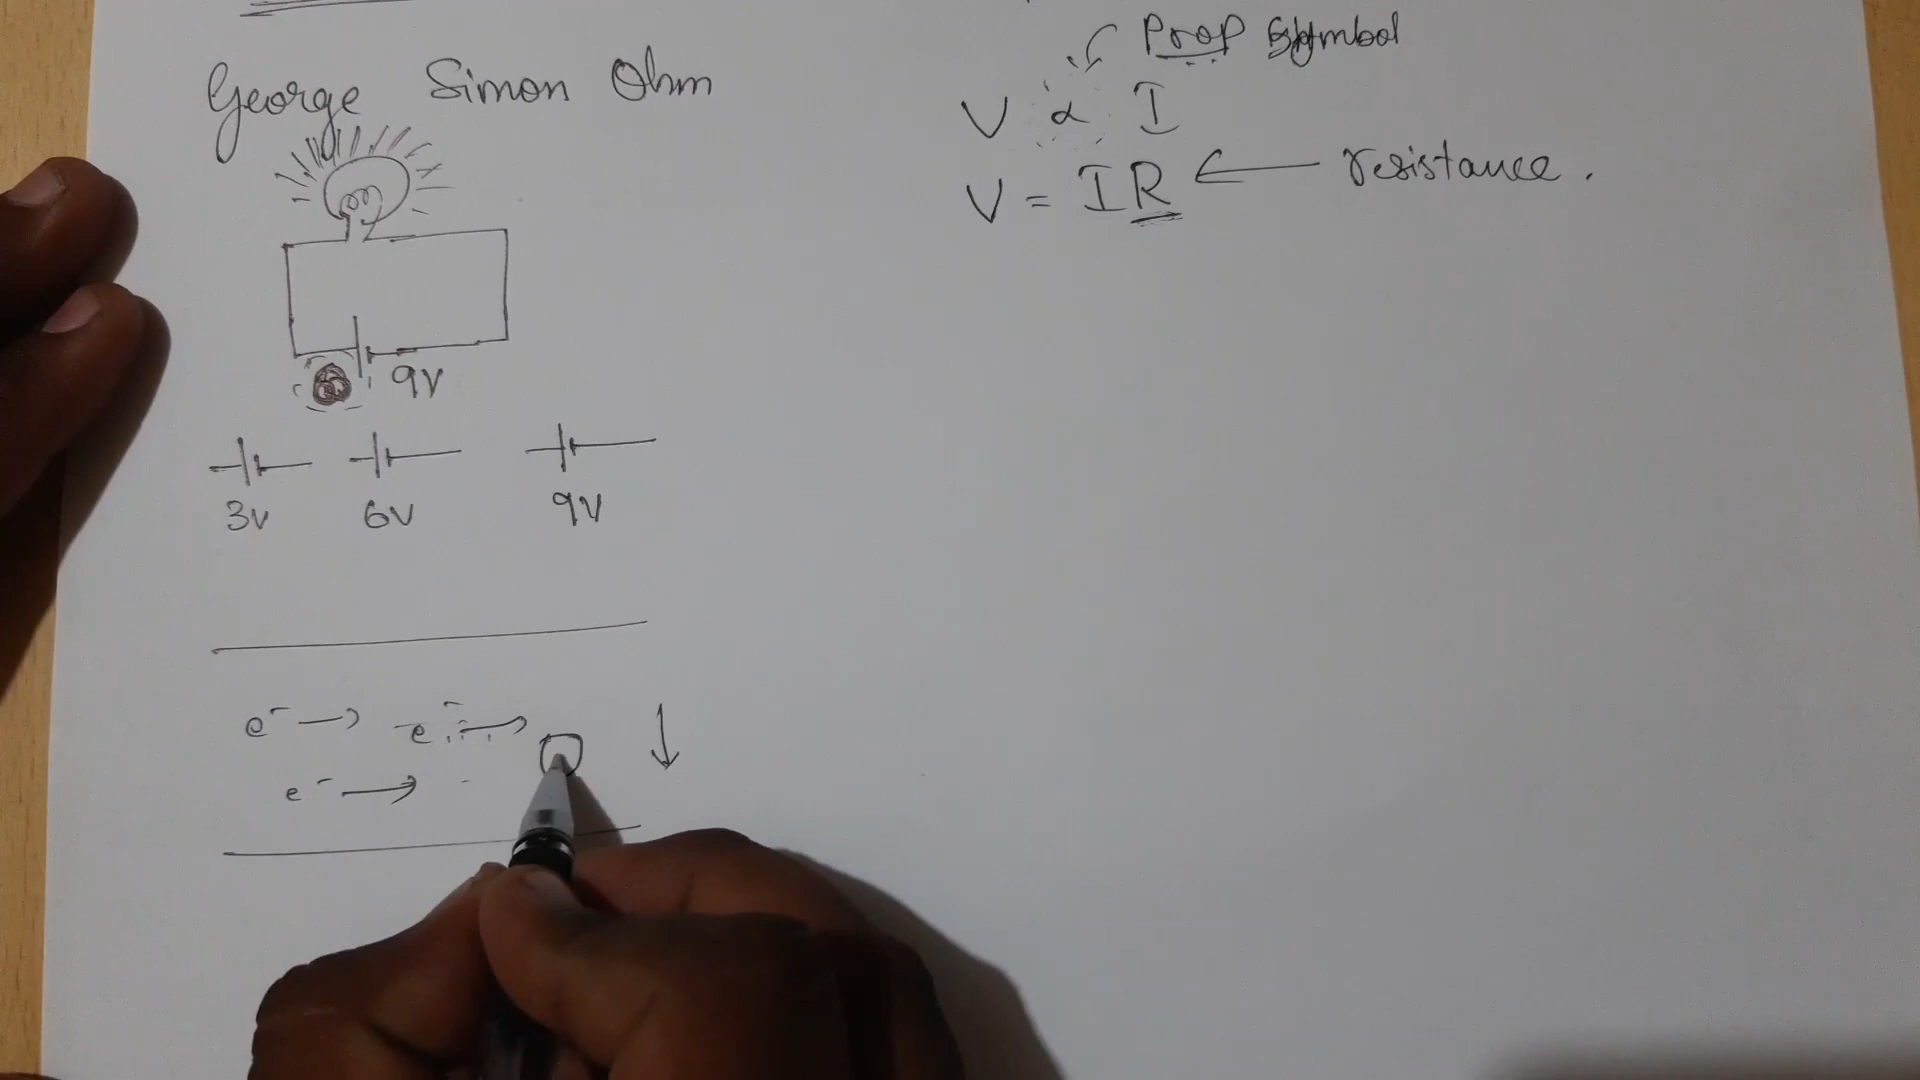 George Simon Ohm
9V
3V 6V 9V
e⁻ → e⁻ →
e⁻ →
Prop symbol
V ∝ I
V = IR ← resistance.